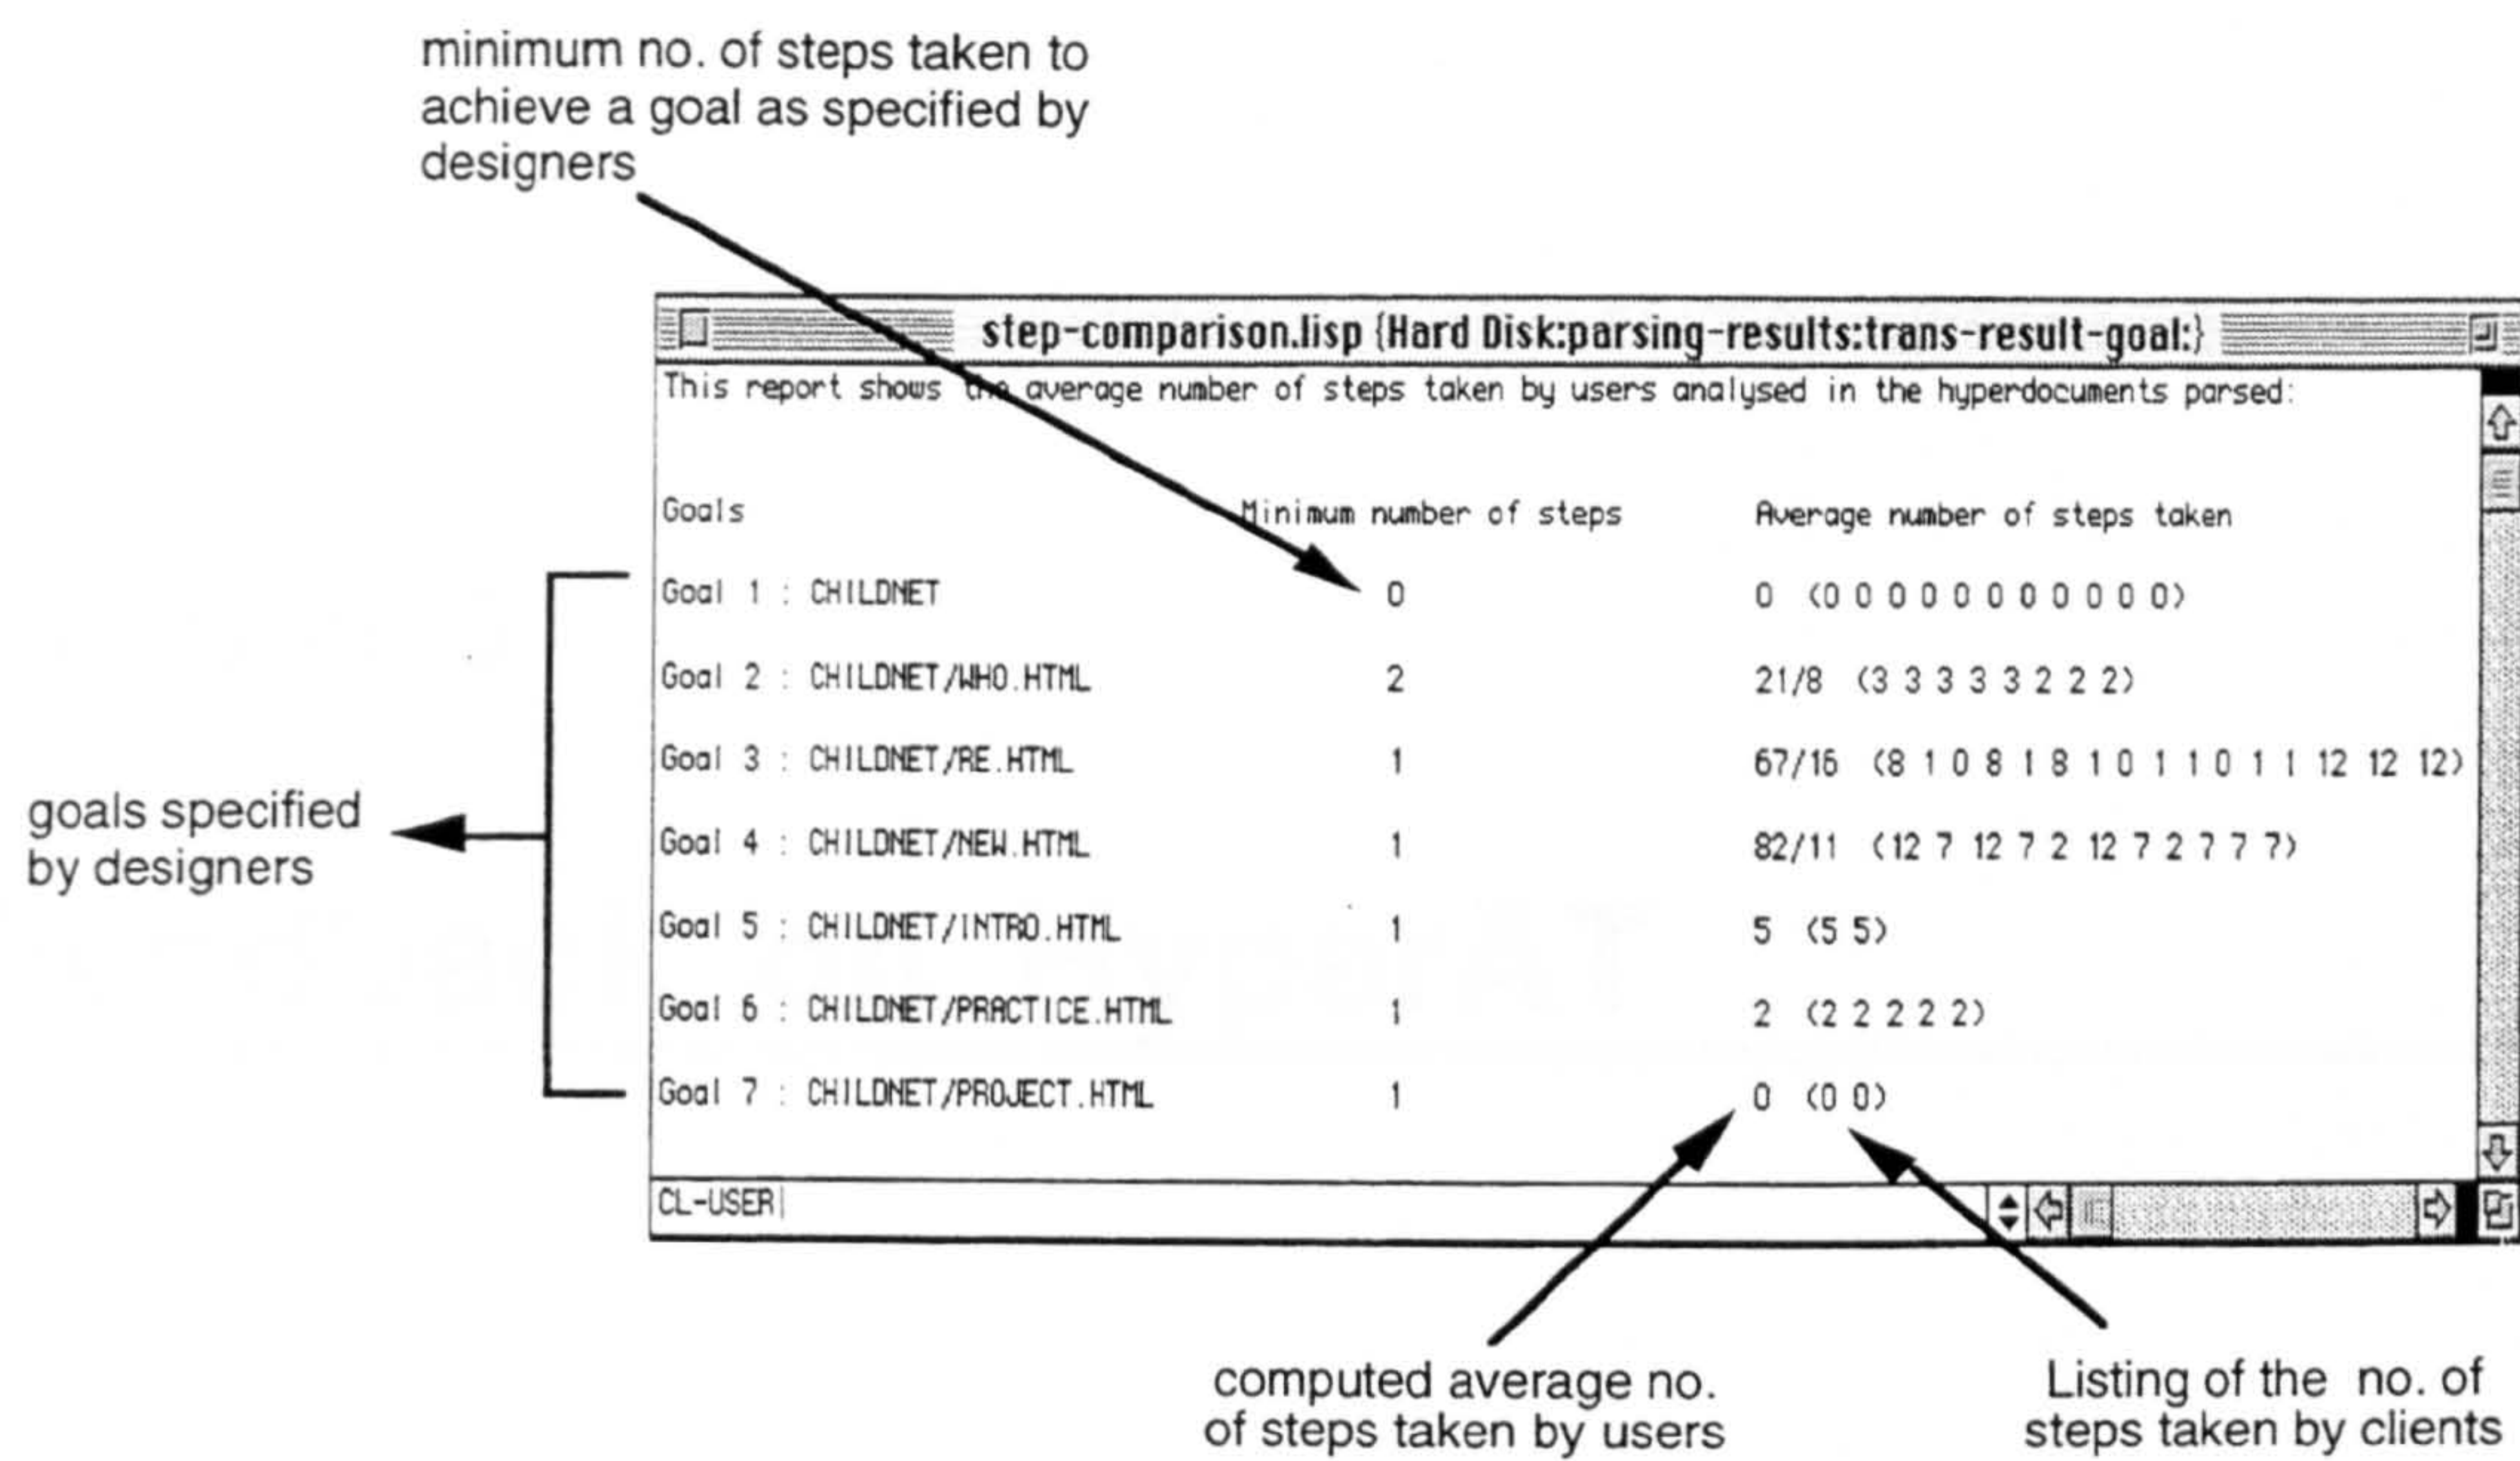 minimum no. of steps taken to
achieve a goal as specified by
designers
step-comparison.lisp {Hard Disk:parsing-results:trans-result-goal:}
This report shows the average number of steps taken by users analysed in the hyperdocuments parsed:
Goals Minimum number of steps Average number of steps taken
Goal 1 : CHILDNET 0 0 (0 0 0 0 0 0 0 0 0 0 0)
Goal 2 : CHILDNET/WHO.HTML 2 21/8 (3 3 3 3 3 2 2 2)
Goal 3 : CHILDNET/RE.HTML 1 67/16 (8 1 0 8 1 8 1 0 1 1 0 1 1 12 12 12)
Goal 4 : CHILDNET/NEW.HTML 1 82/11 (12 7 12 7 2 12 7 2 7 7 7)
Goal 5 : CHILDNET/INTRO.HTML 1 5 (5 5)
Goal 6 : CHILDNET/PRACTICE.HTML 1 2 (2 2 2 2 2)
Goal 7 : CHILDNET/PROJECT.HTML 1 0 (0 0)
CL-USER
goals specified
by designers
computed average no.
of steps taken by users
Listing of the no. of
steps taken by clients